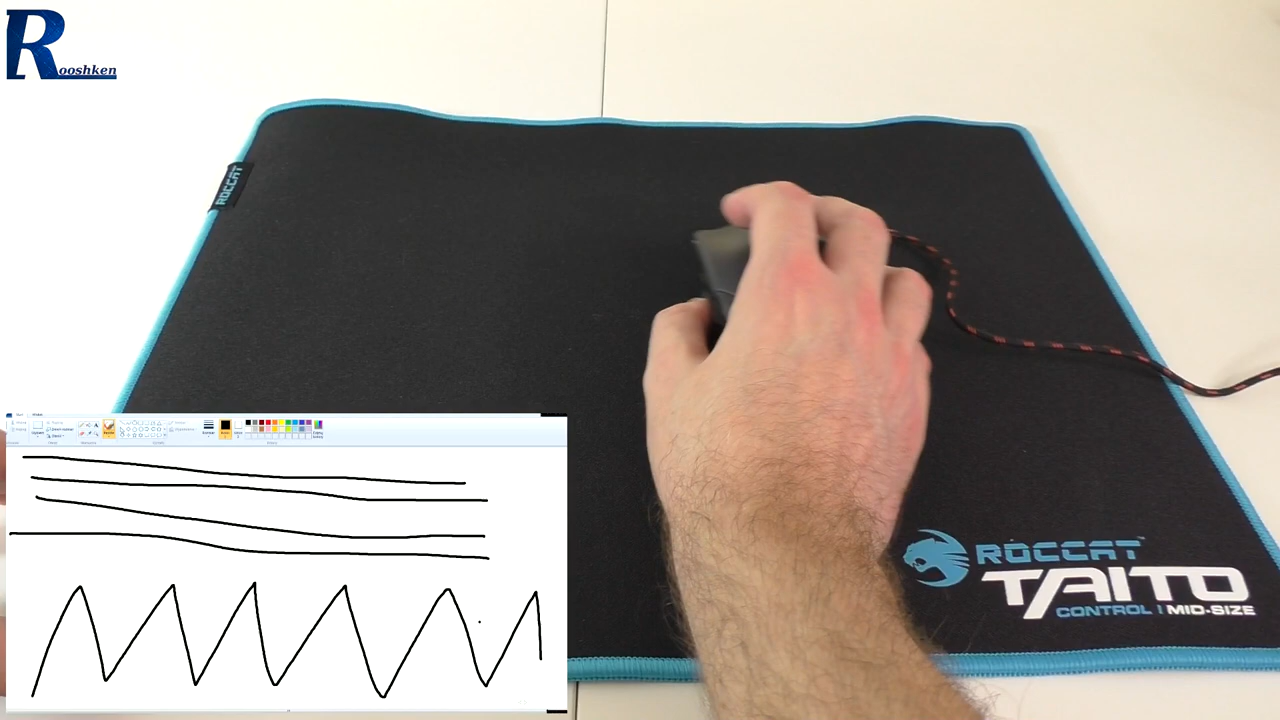 Rooshken
ROCCAT
ROCCAT
TAITO
CONTROL | MID-SIZE